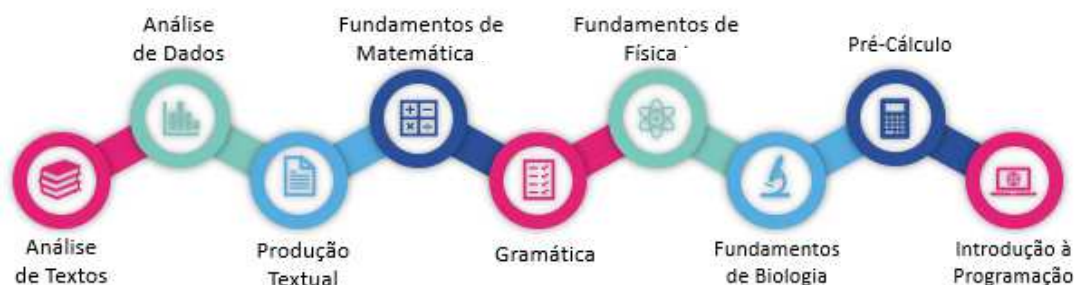 Análise
de Dados
Fundamentos de
Matemática
Fundamentos de
Física
Pré-Cálculo
Análise
de Textos
Produção
Textual
Gramática
Fundamentos
de Biologia
Introdução à
Programação